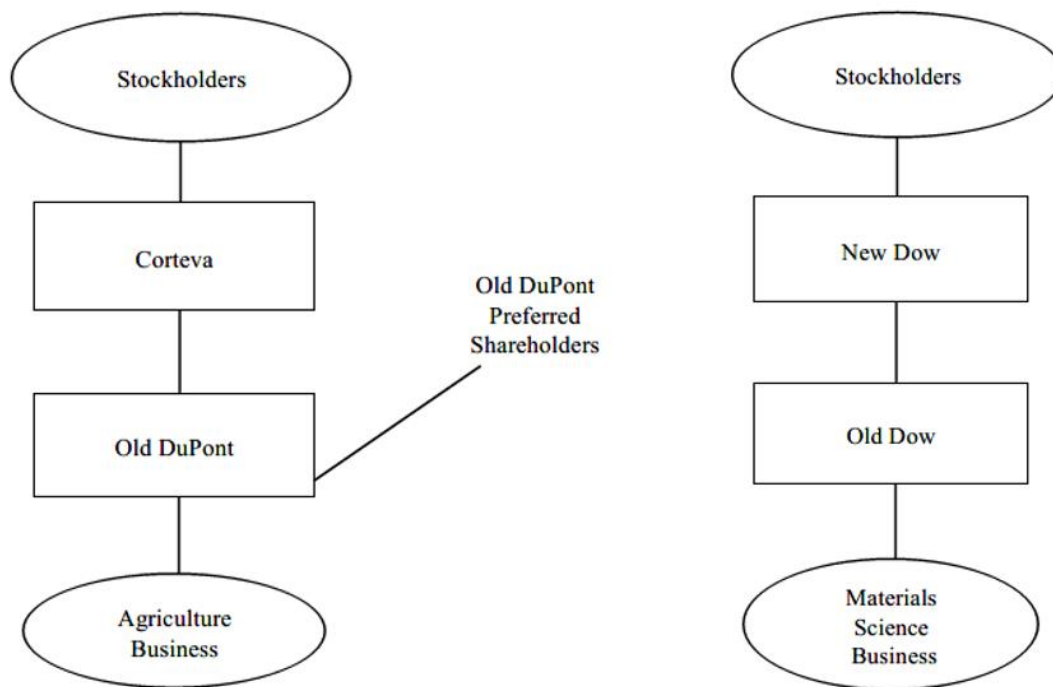 Stockholders
Corteva
Old DuPont
Preferred
Shareholders
Old DuPont
Agriculture
Business
Stockholders
New Dow
Old Dow
Materials
Science
Business